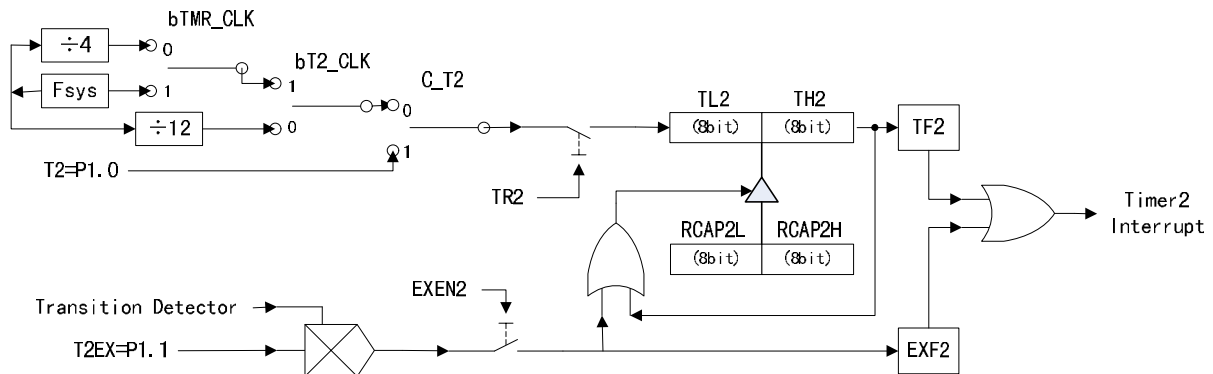 bTMR_CLK
÷4
0
bT2_CLK
Fsys
1
1
C_T2
÷12
0
0
TL2
TH2
(8bit)
(8bit)
TF2
T2=P1.0
1
TR2
Timer2
Interrupt
RCAP2L
RCAP2H
(8bit)
(8bit)
EXEN2
Transition Detector
T2EX=P1.1
EXF2